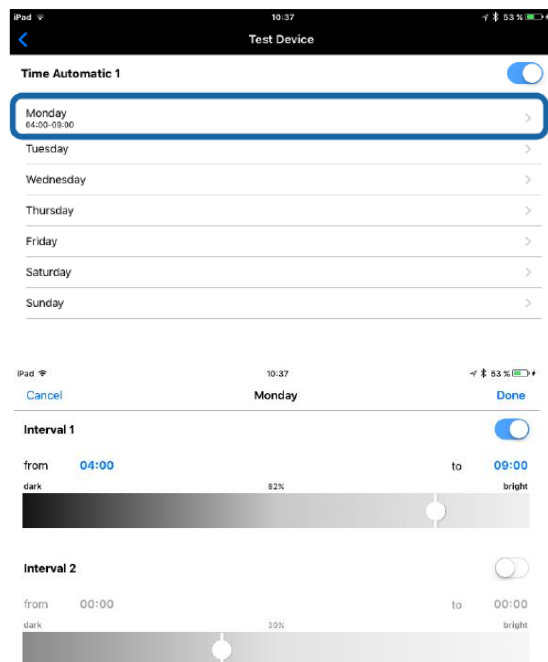 iPad 10:37 53 %
Test Device
Time Automatic 1
Monday
04:00-09:00
Tuesday
Wednesday
Thursday
Friday
Saturday
Sunday
iPad 10:37 53 %
Cancel Monday Done
Interval 1
from 04:00 to 09:00
dark 82% bright
Interval 2
from 00:00 to 00:00
dark 39% bright